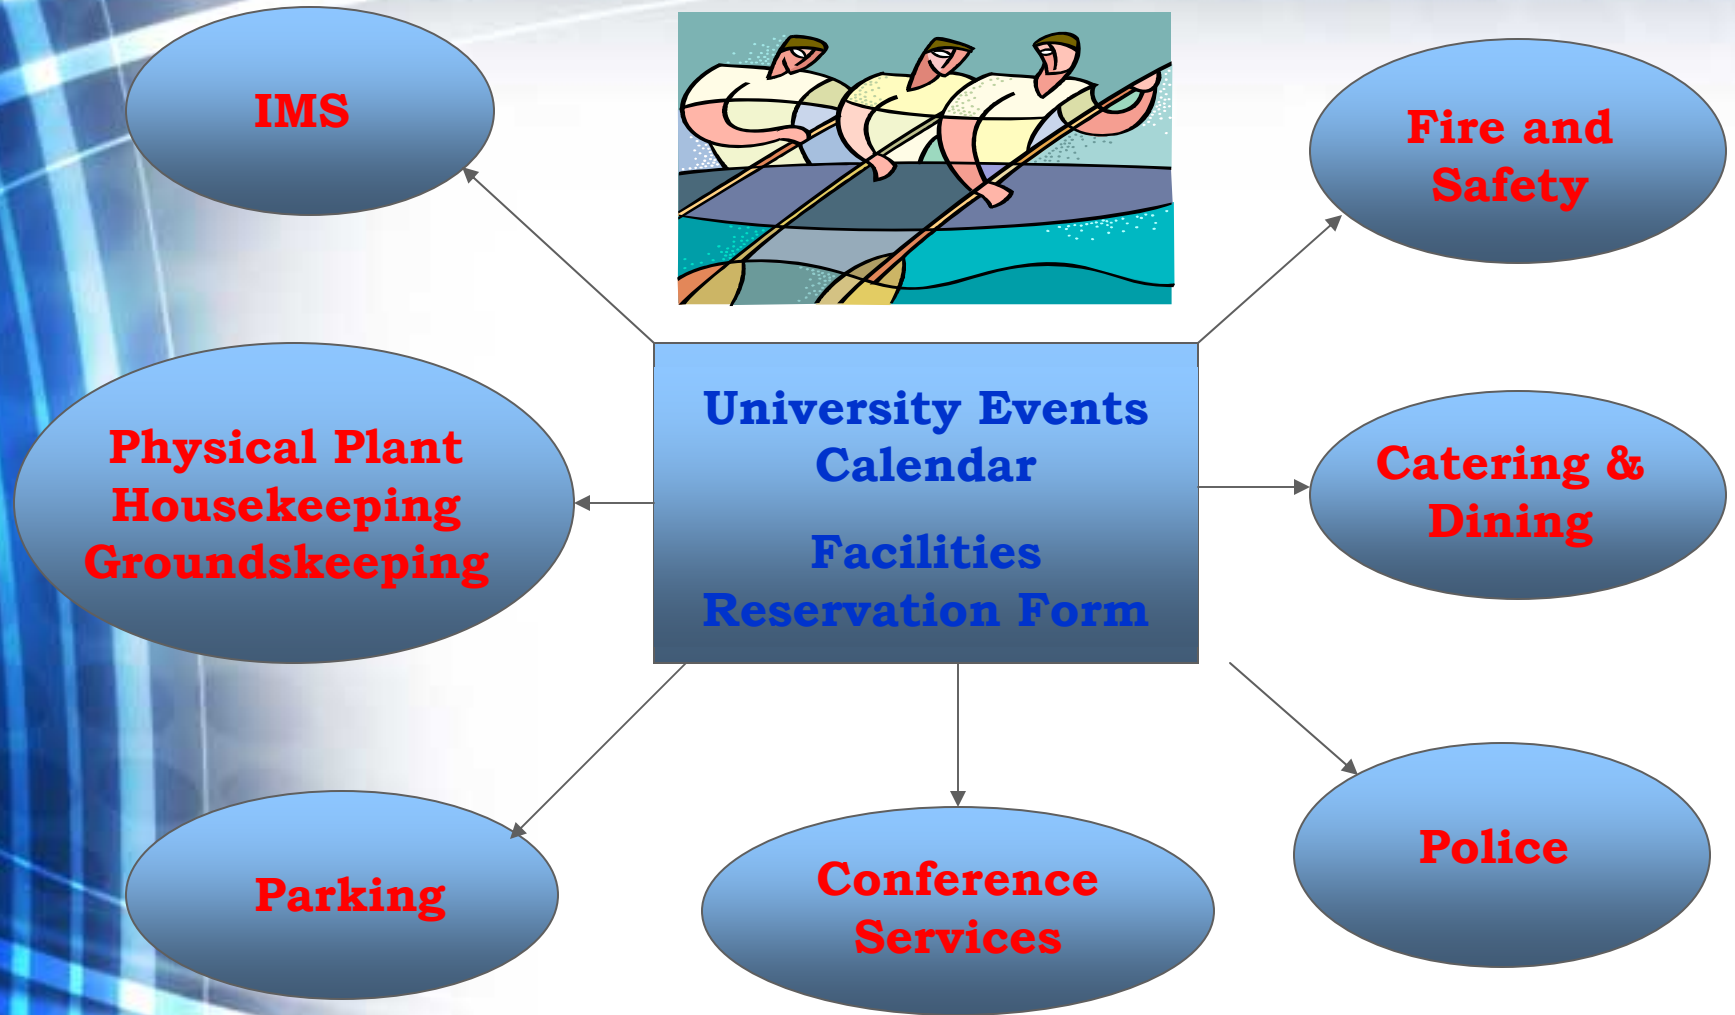 IMS
Fire and
Safety
University Events
Calendar
Facilities
Reservation Form
Physical Plant
Housekeeping
Groundskeeping
Catering &
Dining
Parking
Conference
Services
Police